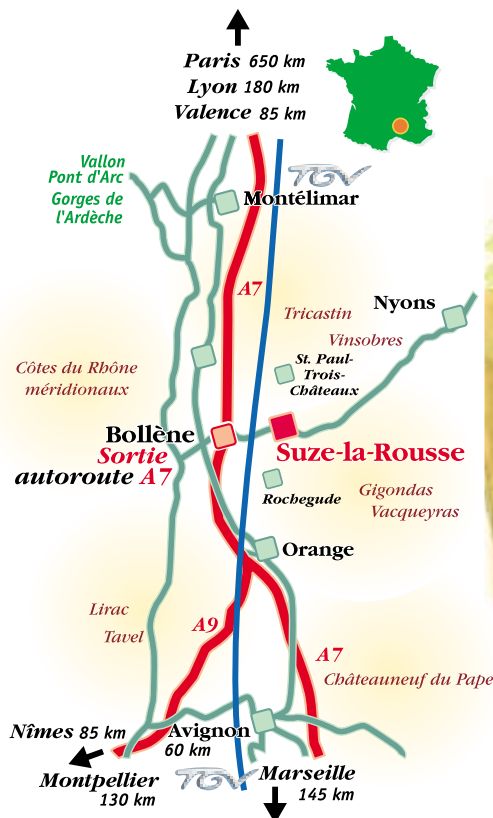 Paris 650 km
Lyon 180 km
Valence 85 km
TGV
Vallon
Pont d'Arc
Gorges de
l'Ardèche
Montélimar
A7
Tricastin
Nyons
Vinsobres
St. Paul-
Trois-
Châteaux
Côtes du Rhône
méridionaux
Bollène
Sortie
autoroute A7
Suze-la-Rousse
Rochegude
Gigondas
Vacqueyras
Orange
Lirac
Tavel
A9
A7
Châteauneuf du Pape
Nîmes 85 km
Avignon
60 km
Montpellier
130 km
TGV
Marseille
145 km